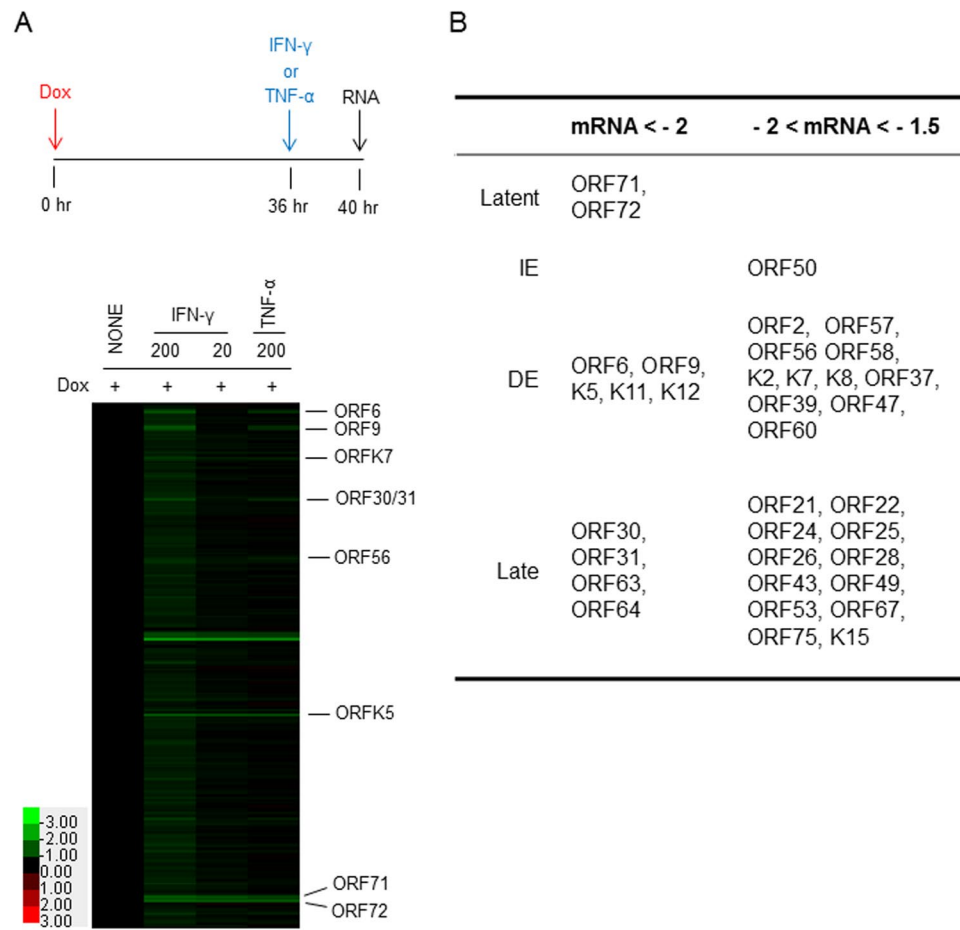 A
IFN-γ
or
TNF-α
Dox
RNA
0 hr
36 hr
40 hr
NONE
IFN-γ
TNF-α
200
20
200
Dox
+
+
+
+
ORF6
ORF9
ORFK7
ORF30/31
ORF56
ORFK5
ORF71
ORF72
-3.00
-2.00
-1.00
0.00
1.00
2.00
3.00
B
mRNA < - 2
- 2 < mRNA < - 1.5
Latent
ORF71,
ORF72
IE
ORF50
DE
ORF6, ORF9,
K5, K11, K12
ORF2, ORF57,
ORF56 ORF58,
K2, K7, K8, ORF37,
ORF39, ORF47,
ORF60
Late
ORF30,
ORF31,
ORF63,
ORF64
ORF21, ORF22,
ORF24, ORF25,
ORF26, ORF28,
ORF43, ORF49,
ORF53, ORF67,
ORF75, K15